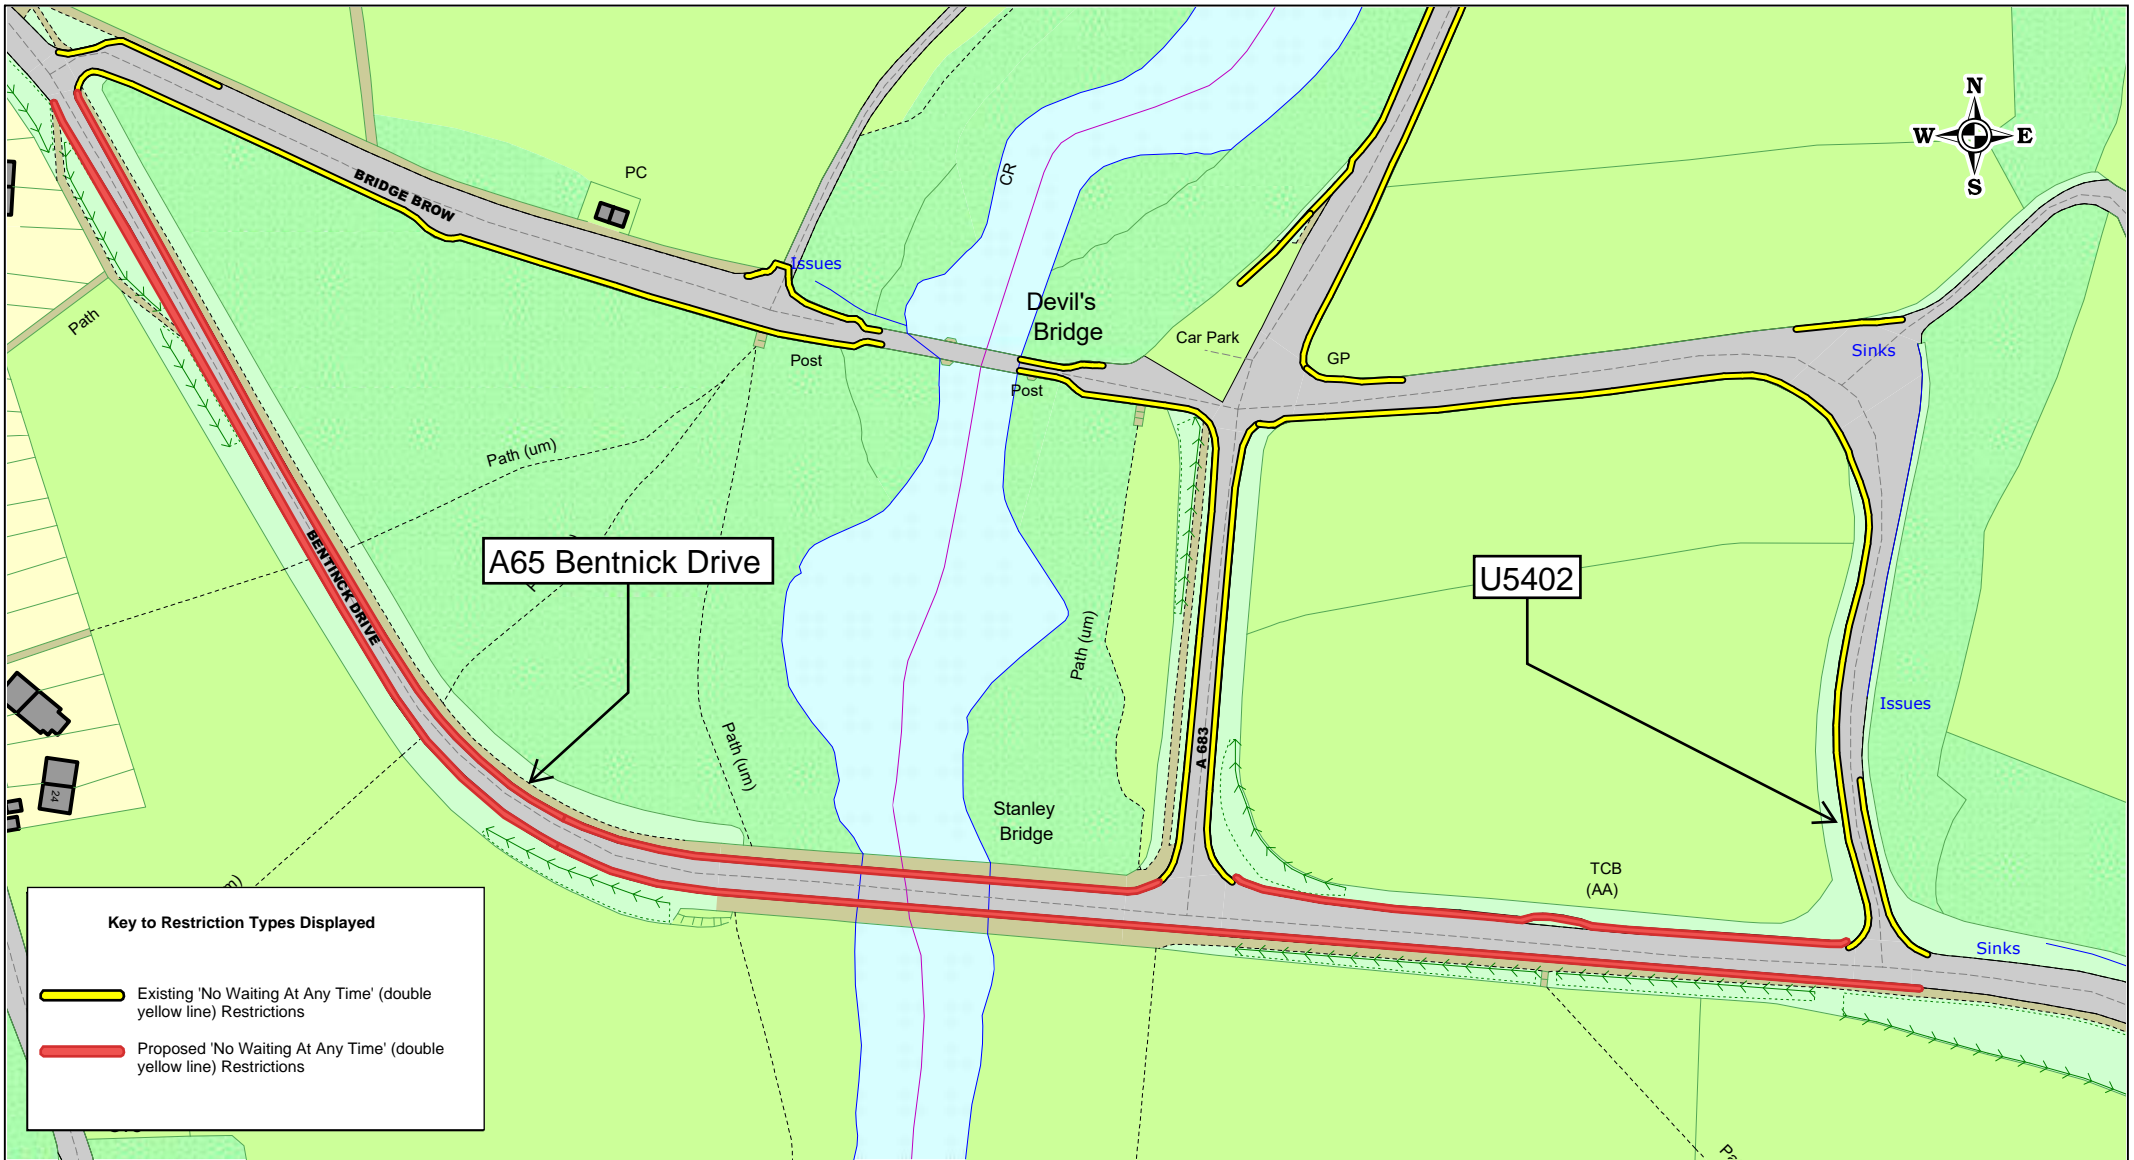 N
W E
S
PC
BRIDGE BROW
CR
Issues
Devil's
Bridge
Car Park
GP
Sinks
Path
Post
Post
Path (um)
A65 Bentnick Drive
U5402
BENTINCK DRIVE
Path (um)
Issues
Path (um)
A 683
24
Stanley
Bridge
TCB
(AA)
Sinks
Key to Restriction Types Displayed
Existing 'No Waiting At Any Time' (double
yellow line) Restrictions
Proposed 'No Waiting At Any Time' (double
yellow line) Restrictions